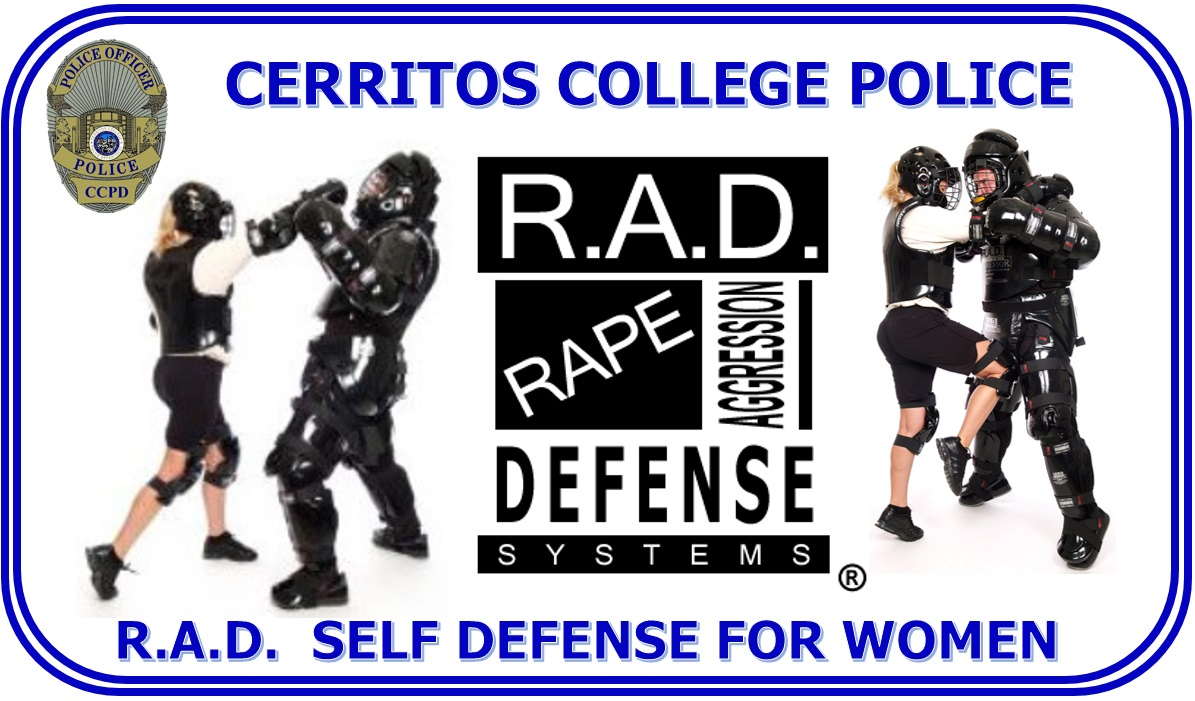 POLICE OFFICER
POLICE
CCPD
CERRITOS COLLEGE POLICE
R.A.D.
RAPE
AGGRESSION
DEFENSE
SYSTEMS
®
R.A.D. SELF DEFENSE FOR WOMEN